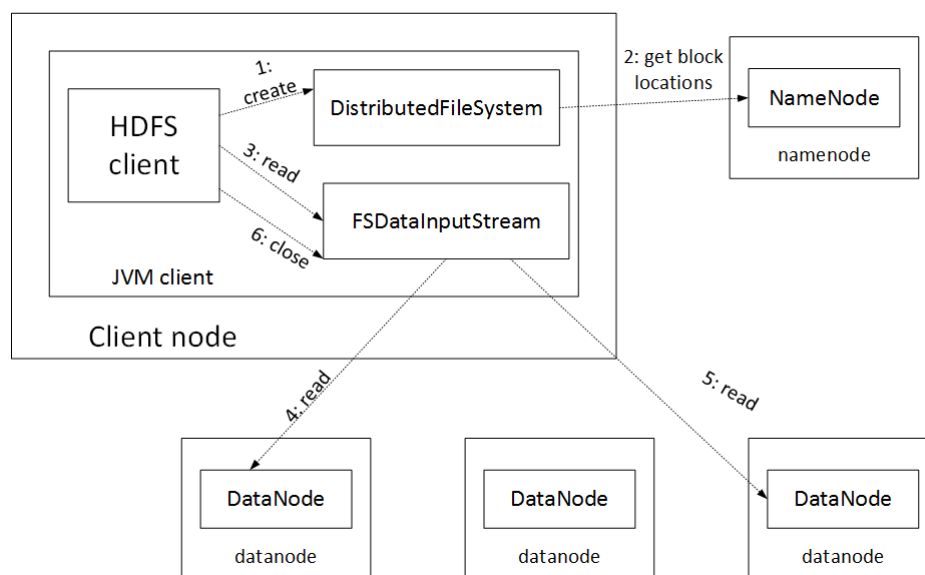 1:
create
HDFS
client
DistributedFileSystem
2: get block
locations
NameNode
namenode
3: read
FSDataInputStream
6: close
JVM client
Client node
4: read
5: read
DataNode
datanode
DataNode
datanode
DataNode
datanode